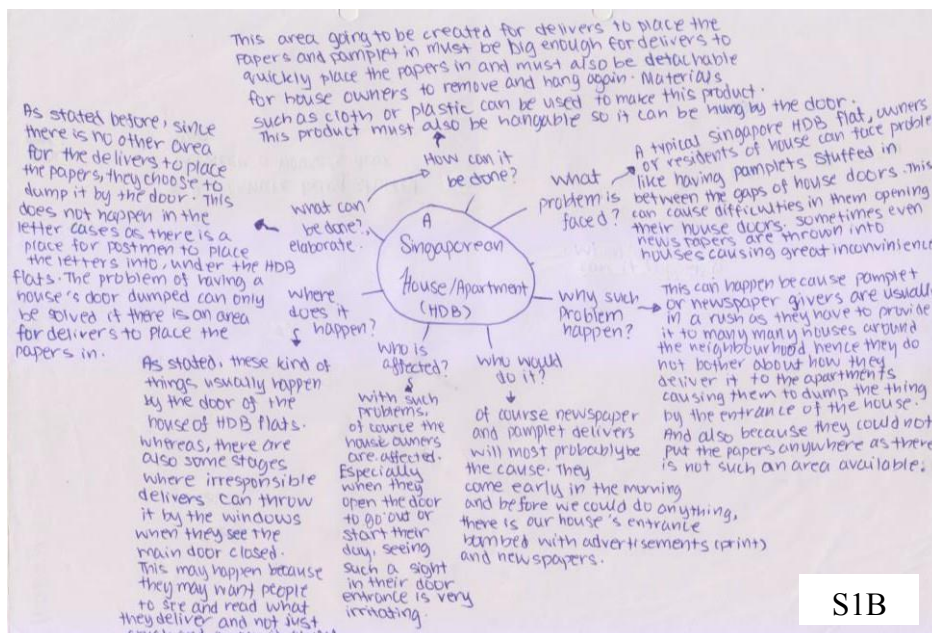 This area going to be created for delivers to place the
papers and pamplet in must be big enough for delivers to
quickly place the papers in and must also be detachable
for house owners to remove and hang again. Materials
such as cloth or plastic can be used to make this product.
This product must also be hangable so it can be hung by the door.
How can it
be done?
A typical Singapore HDB flat, owners
or residents of house can face problem
like having pamplets stuffed in
between the gaps of house doors. This
can cause difficulties in them opening
their house doors. sometimes even
newspapers are thrown into
houses causing great inconvinience
what
problem is
faced?
As stated before, since
there is no other area
for the delivers to place
the papers, they choose to
dump it by the door. This
does not happen in the
letter cases as there is a
place for postmen to place
the letters into, under the HDB
flats. The problem of having a
house's door dumped can only
be solved if there is an area
for delivers to place the
papers in.
what can
be done?
elaborate.
A
Singaporean
House/Apartment
(HDB)
why such
Problem
happen?
This can happen because pamplet
or newspaper givers are usually
in a rush as they have to provide
it to many many houses around
the neighbourhood hence they do
not bother about how they
deliver it to the apartments
causing them to dump the thing
by the entrance of the house.
And also because they could not
put the papers anywhere as there
is not such an area available.
where
does it
happen?
As stated, these kind of
things usually happen
by the door of the
house of HDB flats.
whereas, there are
also some stages
where irresponsible
delivers can throw
it by the windows
when they see the
main door closed.
This may happen because
they may want people
to see and read what
they deliver and not just
who is
affected?
with such
problems,
of cource the
house owners
are affected.
Especially
when they
open the door
to go out or
start their
day, seeing
such a sight
in their door
entrance is very
irritating.
who would
do it?
of course newspaper
and pamplet delivers
will most probably be
the cause. They
come early in the morning
and before we could do anything,
there is our house's entrance
bombed with advertisements (print)
and newspapers.
S1B